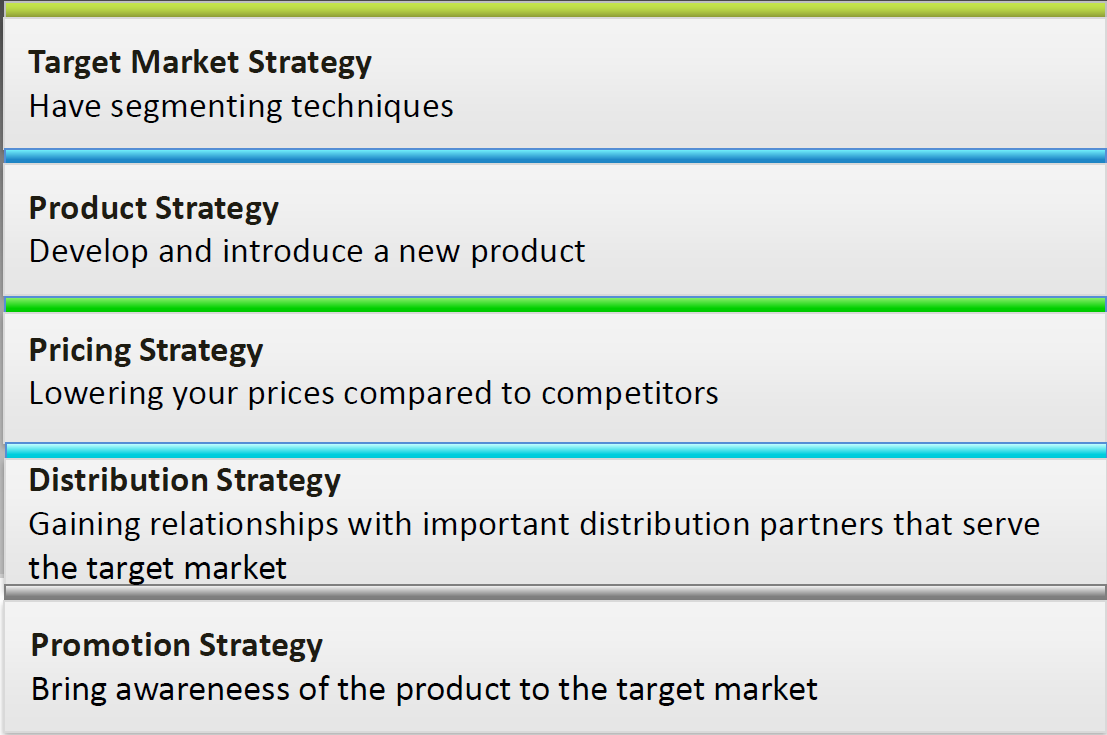 Target Market Strategy
Have segmenting techniques
Product Strategy
Develop and introduce a new product
Pricing Strategy
Lowering your prices compared to competitors
Distribution Strategy
Gaining relationships with important distribution partners that serve
the target market
Promotion Strategy
Bring awareneess of the product to the target market